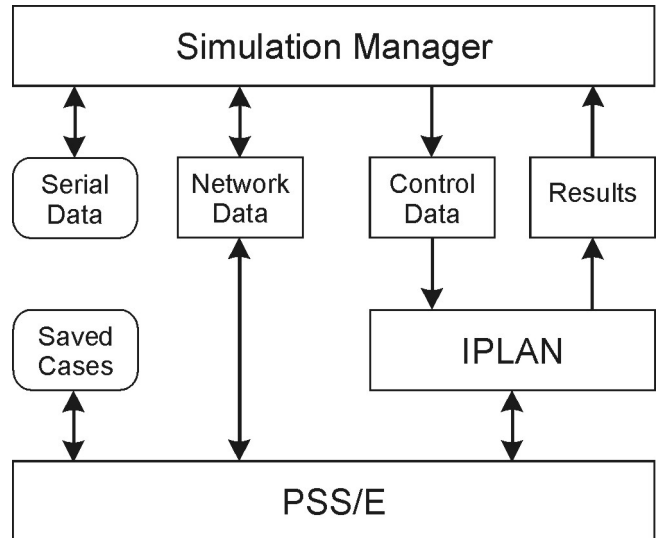 Simulation Manager
Serial
Data
Network
Data
Control
Data
Results
Saved
Cases
IPLAN
PSS/E